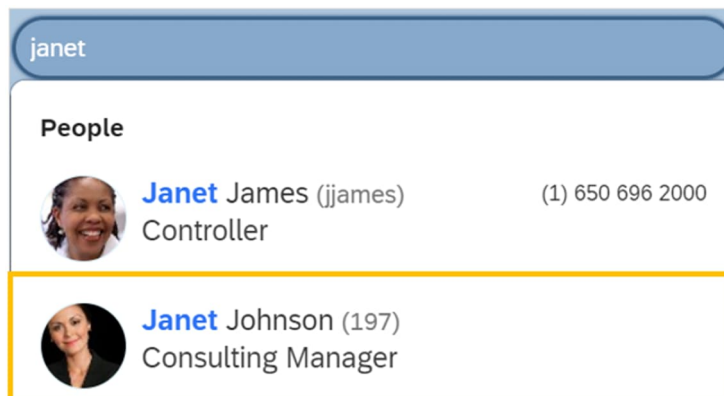 janet
People
Janet James (jjames) (1) 650 696 2000
Controller
Janet Johnson (197)
Consulting Manager